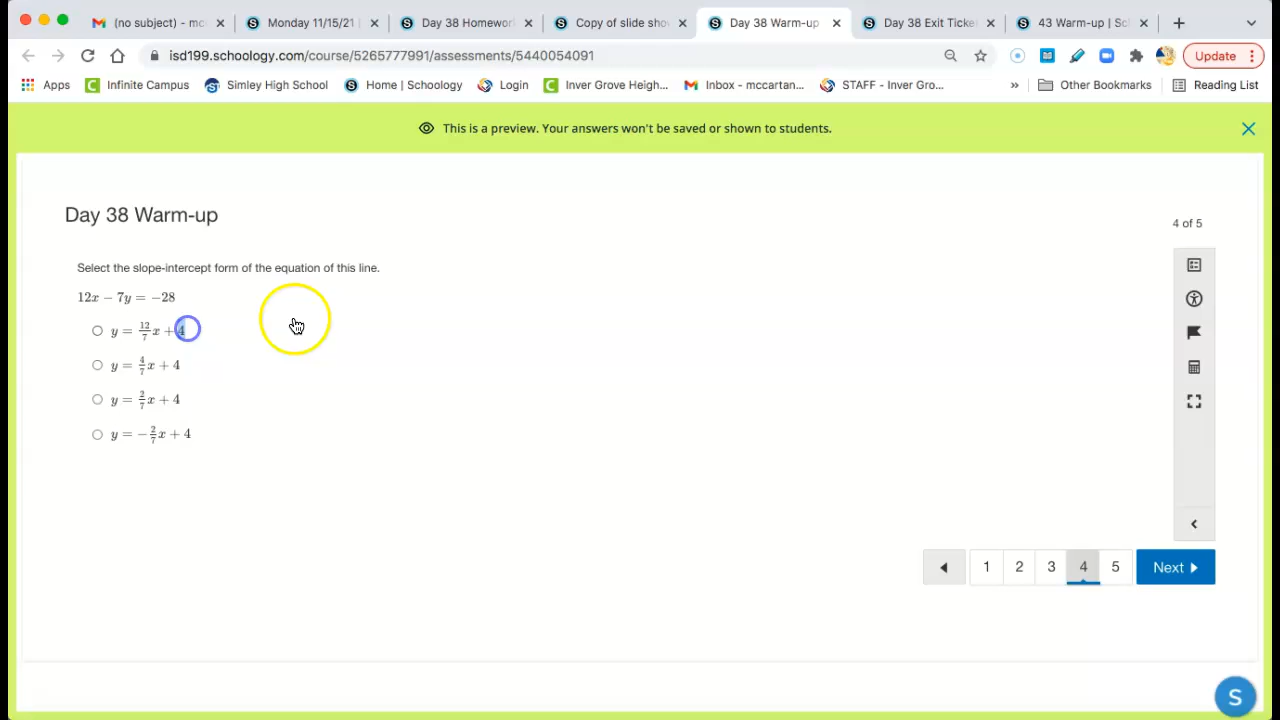 (no subject) - mc
Monday 11/15/21
Day 38 Homework
Copy of slide sho
Day 38 Warm-up
Day 38 Exit Ticke
43 Warm-up | Sc
isd199.schoology.com/course/5265777991/assessments/5440054091
Update
Apps
Infinite Campus
Simley High School
Home | Schoology
Login
Inver Grove Heigh...
Inbox - mccartan...
STAFF - Inver Gro...
»
Other Bookmarks
Reading List
This is a preview. Your answers won't be saved or shown to students.
Day 38 Warm-up
4 of 5
Select the slope-intercept form of the equation of this line.
12x − 7y = −28
y = 12/7 x + 4
y = 4/7 x + 4
y = 2/7 x + 4
y = −2/7 x + 4
1 2 3 4 5 Next
S